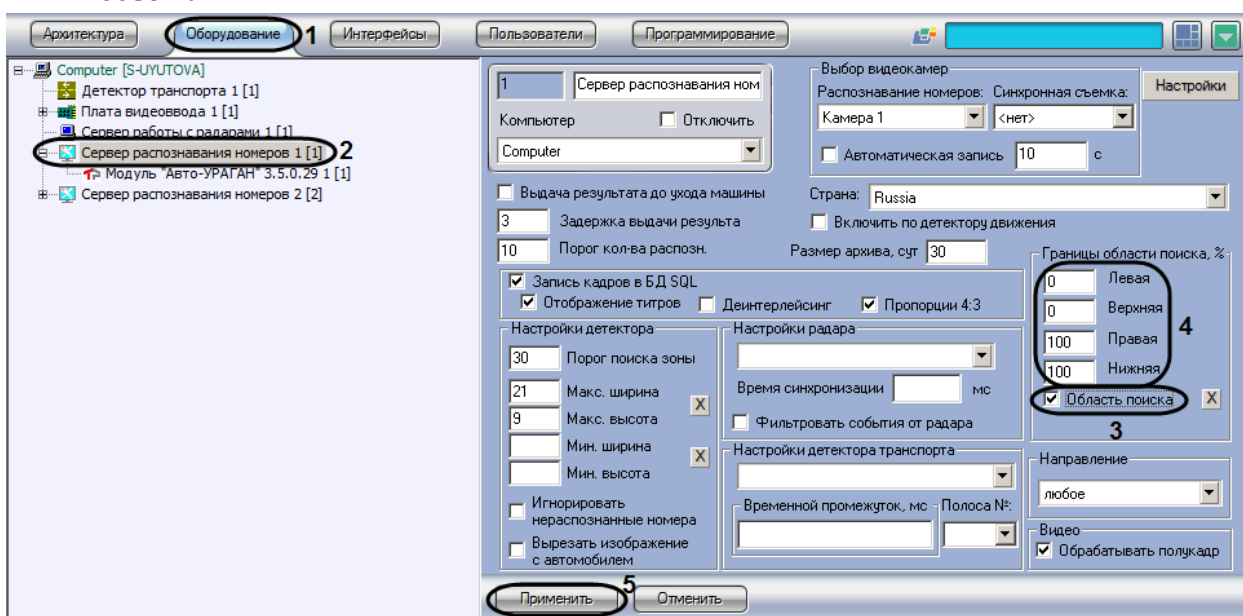 Архитектура Оборудование 1 Интерфейсы Пользователи Программирование
Computer [S-UYUTOVA]
Детектор транспорта 1 [1]
Плата видеоввода 1 [1]
Сервер работы с радарами 1 [1]
Сервер распознавания номеров 1 [1] 2
Модуль "Авто-УРАГАН" 3.5.0.29 1 [1]
Сервер распознавания номеров 2 [2]
1 Сервер распознавания ном
Компьютер Отключить
Computer
Выбор видеокамер
Распознавание номеров: Синхронная съемка:
Камера 1 <нет>
Автоматическая запись 10 с
Настройки
Выдача результата до ухода машины
Страна: Russia
3 Задержка выдачи результа
Включить по детектору движения
10 Порог кол-ва распозн.
Размер архива, сут 30
Запись кадров в БД SQL
Отображение титров Деинтерлейсинг Пропорции 4:3
Границы области поиска, %
0 Левая
0 Верхняя
100 Правая
100 Нижняя
4
Область поиска X
3
Настройки детектора
30 Порог поиска зоны
21 Макс. ширина
9 Макс. высота
X
Мин. ширина
Мин. высота
X
Игнорировать
нераспознанные номера
Вырезать изображение
с автомобилем
Настройки радара
Время синхронизации мс
Фильтровать события от радара
Настройки детектора транспорта
Временной промежуток, мс Полоса №:
Направление
любое
Видео
Обрабатывать полукадр
Применить 5 Отменить